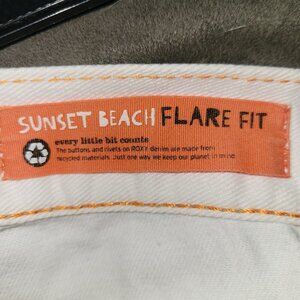 SUNSET BEACH FLARE FIT
every little bit counts
The buttons and rivets on ROXY denim are made from
recycled materials. Just one way we keep our planet in mind.